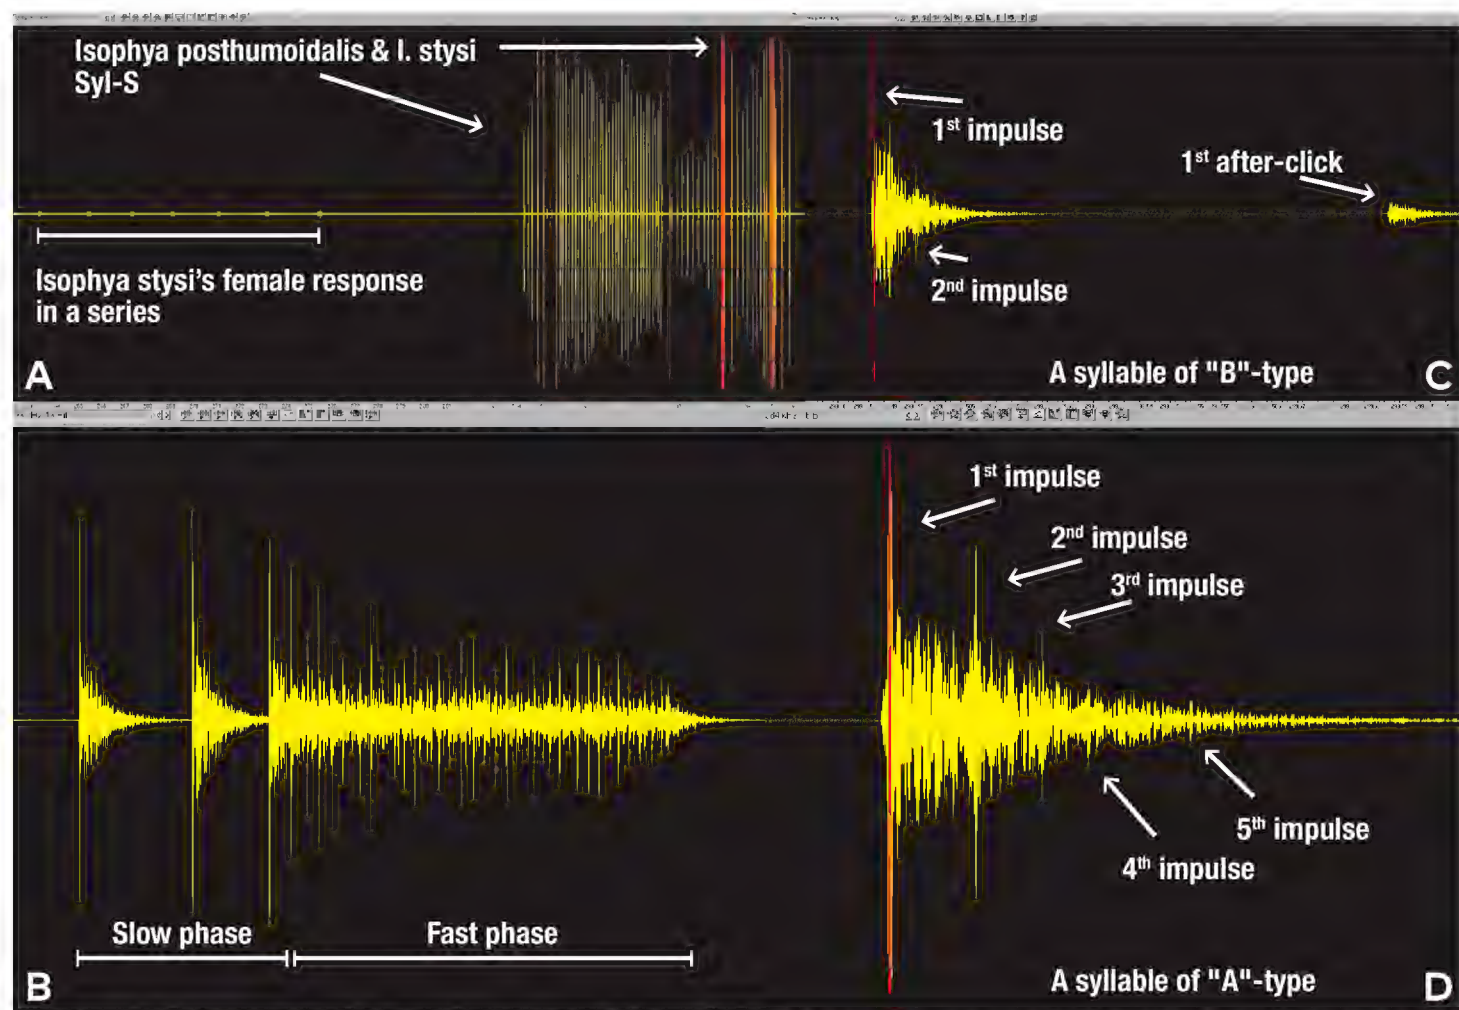 Isophya posthumoidalis & I. stysi
Syl-S
1st impulse
1st after-click
2nd impulse
Isophya stysi's female response
in a series
A
A syllable of "B"-type
C
1st impulse
2nd impulse
3rd impulse
5th impulse
4th impulse
Slow phase
Fast phase
B
A syllable of "A"-type
D